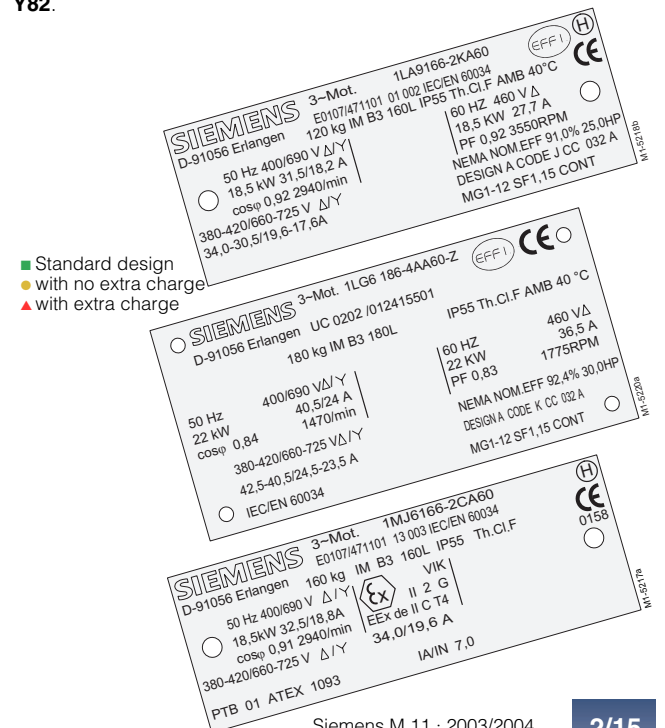 Y82.
SIEMENS 3~Mot. 1LA9166-2KA60
D-91056 Erlangen E0107/471101 01 002 IEC/EN 60034
120 kg IM B3 160L IP55 Th.Cl.F AMB 40°C
EFF 1
H
CE
50 Hz 400/690 V Δ/Y
18,5 kW 31,5/18,2 A
cosφ 0,92 2940/min
380-420/660-725 V Δ/Y
34,0-30,5/19,6-17,6A
60 HZ 460 V Δ
18,5 KW 27,7 A
PF 0,92 3550RPM
NEMA NOM.EFF 91,0% 25,0HP
DESIGN A CODE J CC 032 A
MG1-12 SF1,15 CONT
M1-5218b
■ Standard design
● with no extra charge
▲ with extra charge
SIEMENS 3~Mot. 1LG6 186-4AA60-Z
D-91056 Erlangen UC 0202 /012415501
180 kg IM B3 180L IP55 Th.Cl.F AMB 40 °C
EFF 1
CE
50 Hz 400/690 VΔ/Y
22 kW 40,5/24 A
cosφ 0,84 1470/min
380-420/660-725 VΔ/Y
42,5-40,5/24,5-23,5 A
IEC/EN 60034
60 HZ 460 VΔ
22 KW 36,5 A
PF 0,83 1775RPM
NEMA NOM.EFF 92,4% 30,0HP
DESIGN A CODE K CC 032 A
MG1-12 SF1,15 CONT
M1-5220a
SIEMENS 3~Mot. 1MJ6166-2CA60
D-91056 Erlangen E0107/471101 13 003 IEC/EN 60034
160 kg IM B3 160L IP55 Th.Cl.F
H
CE
0158
50 Hz 400/690 V Δ/Y
18,5kW 32,5/18,8A
cosφ 0,91 2940/min
380-420/660-725 V Δ/Y
Ex
VIK
II 2 G
EEx de II C T4
34,0/19,6 A
PTB 01 ATEX 1093 IA/IN 7,0
M1-5217a
Siemens M 11 · 2003/2004 2/15